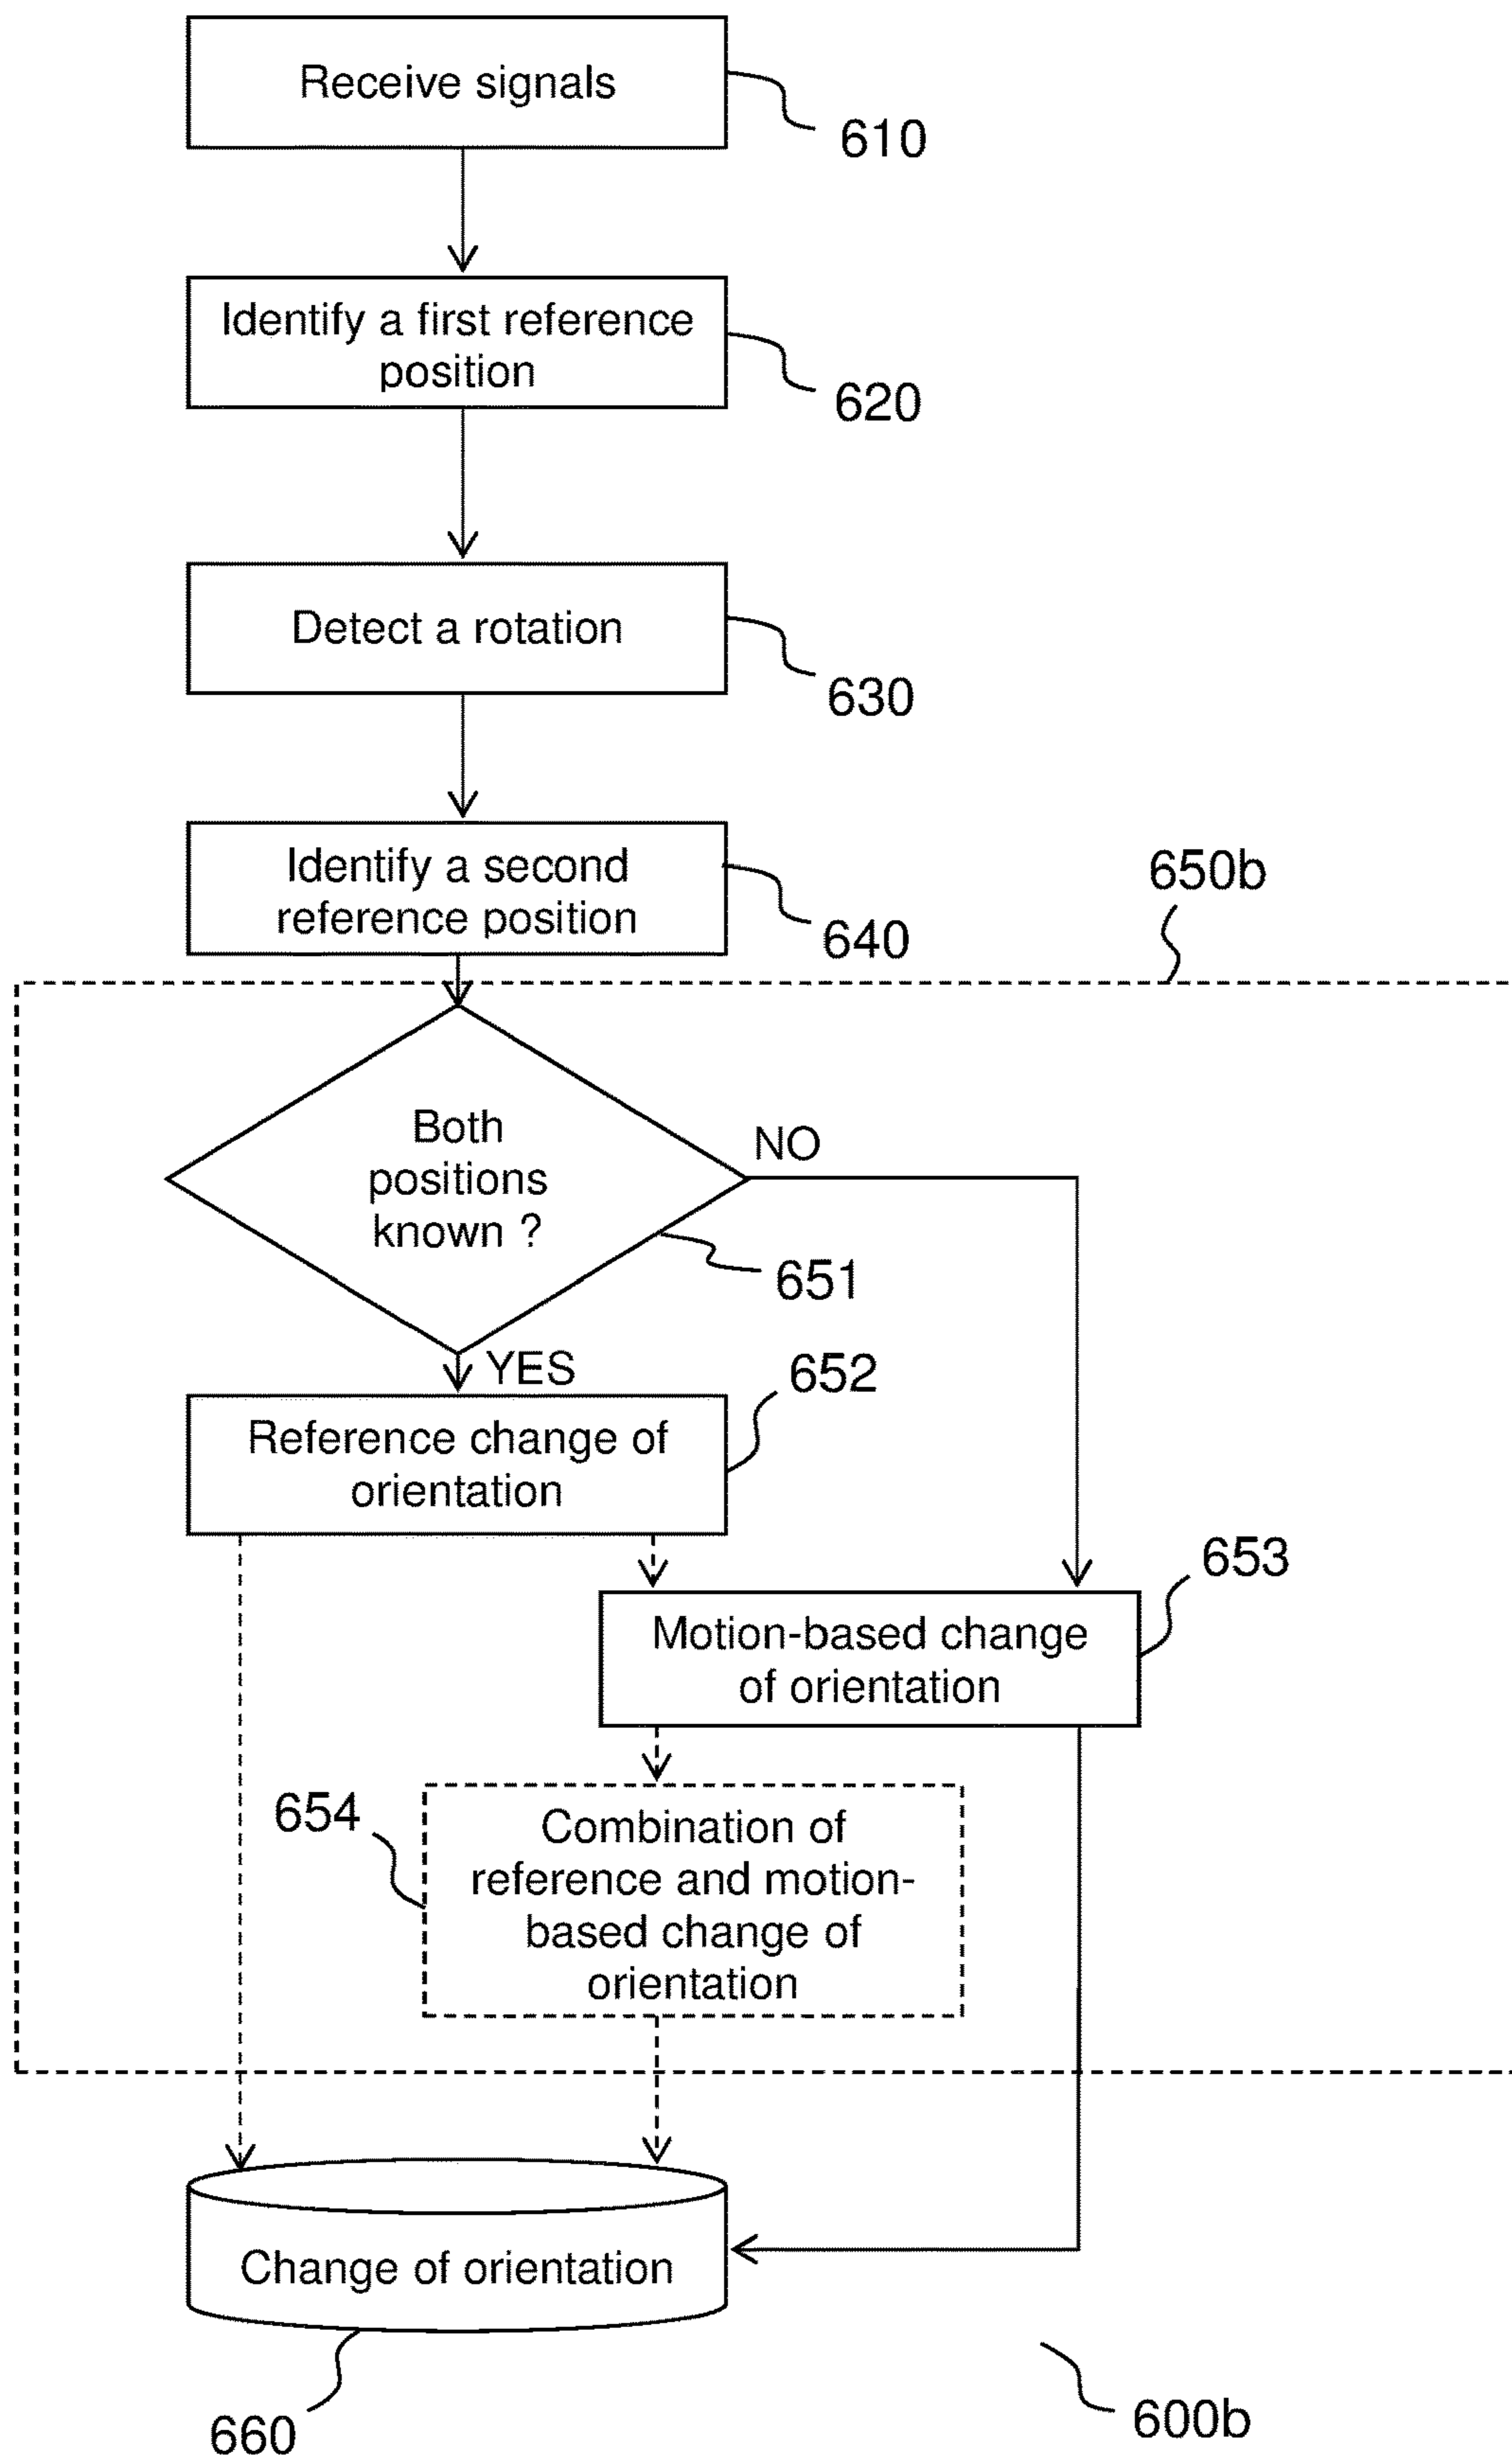 Receive signals
610
Identify a first reference
position
620
Detect a rotation
630
Identify a second
reference position
640
650b
Both
positions
known ?
NO
651
YES
652
Reference change of
orientation
653
Motion-based change
of orientation
654
Combination of
reference and motion-
based change of
orientation
Change of orientation
660
600b